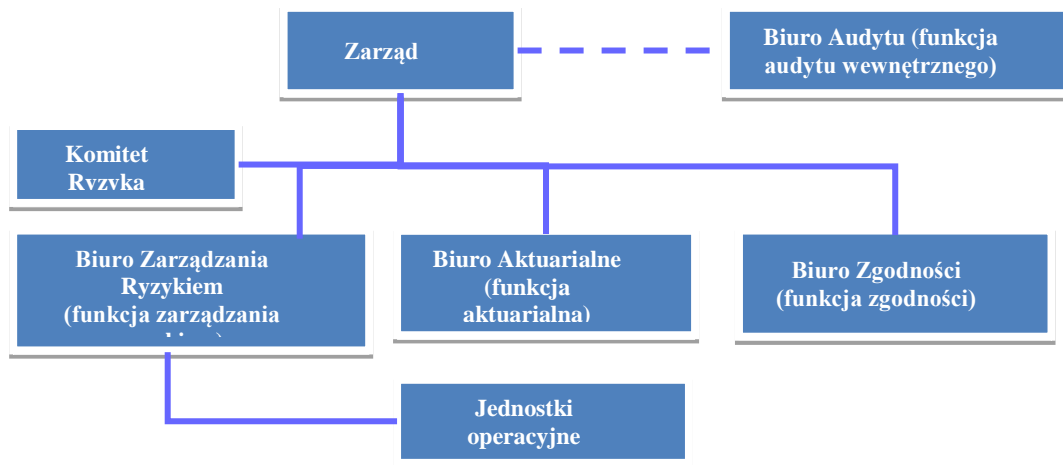 Zarząd
Biuro Audytu (funkcja
audytu wewnętrznego)
Komitet
Ryzyka
Biuro Zarządzania
Ryzykiem
(funkcja zarządzania
Biuro Aktuarialne
(funkcja
aktuarialna)
Biuro Zgodności
(funkcja zgodności)
Jednostki
operacyjne